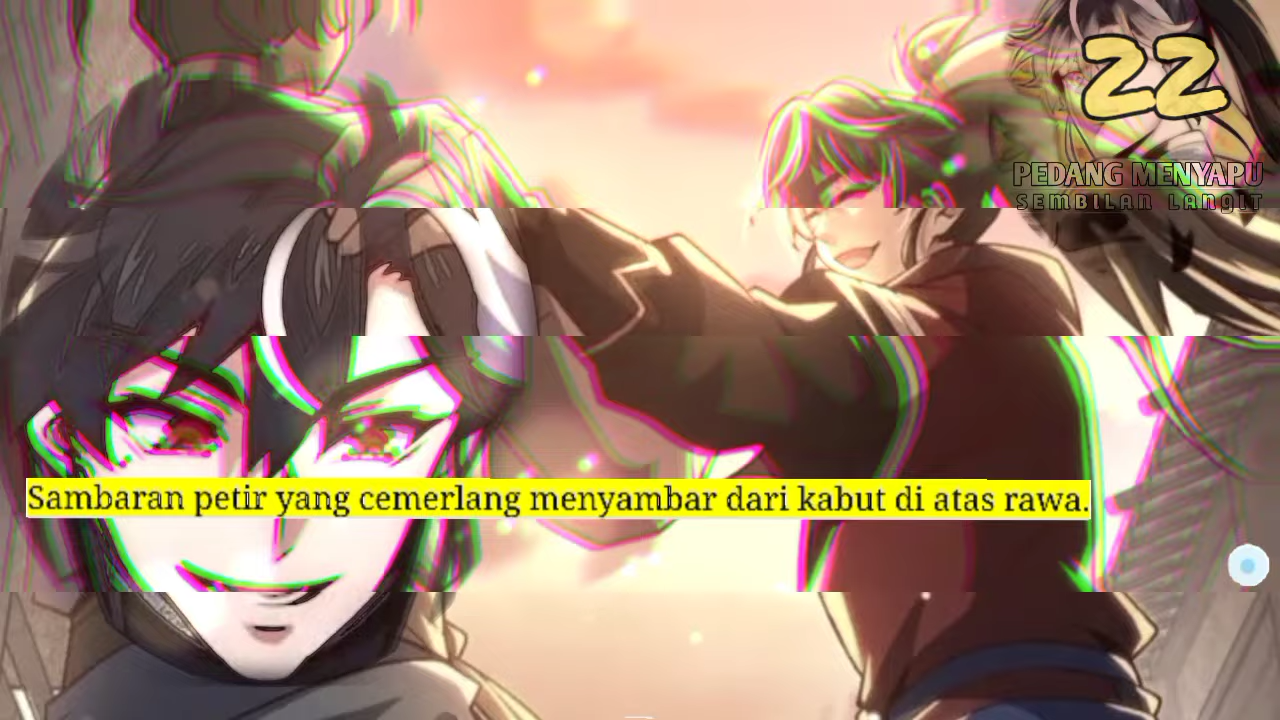 22
PEDANG MENYAPU
SEMBILAN LANGIT
Sambaran petir yang cemerlang menyambar dari kabut di atas rawa.